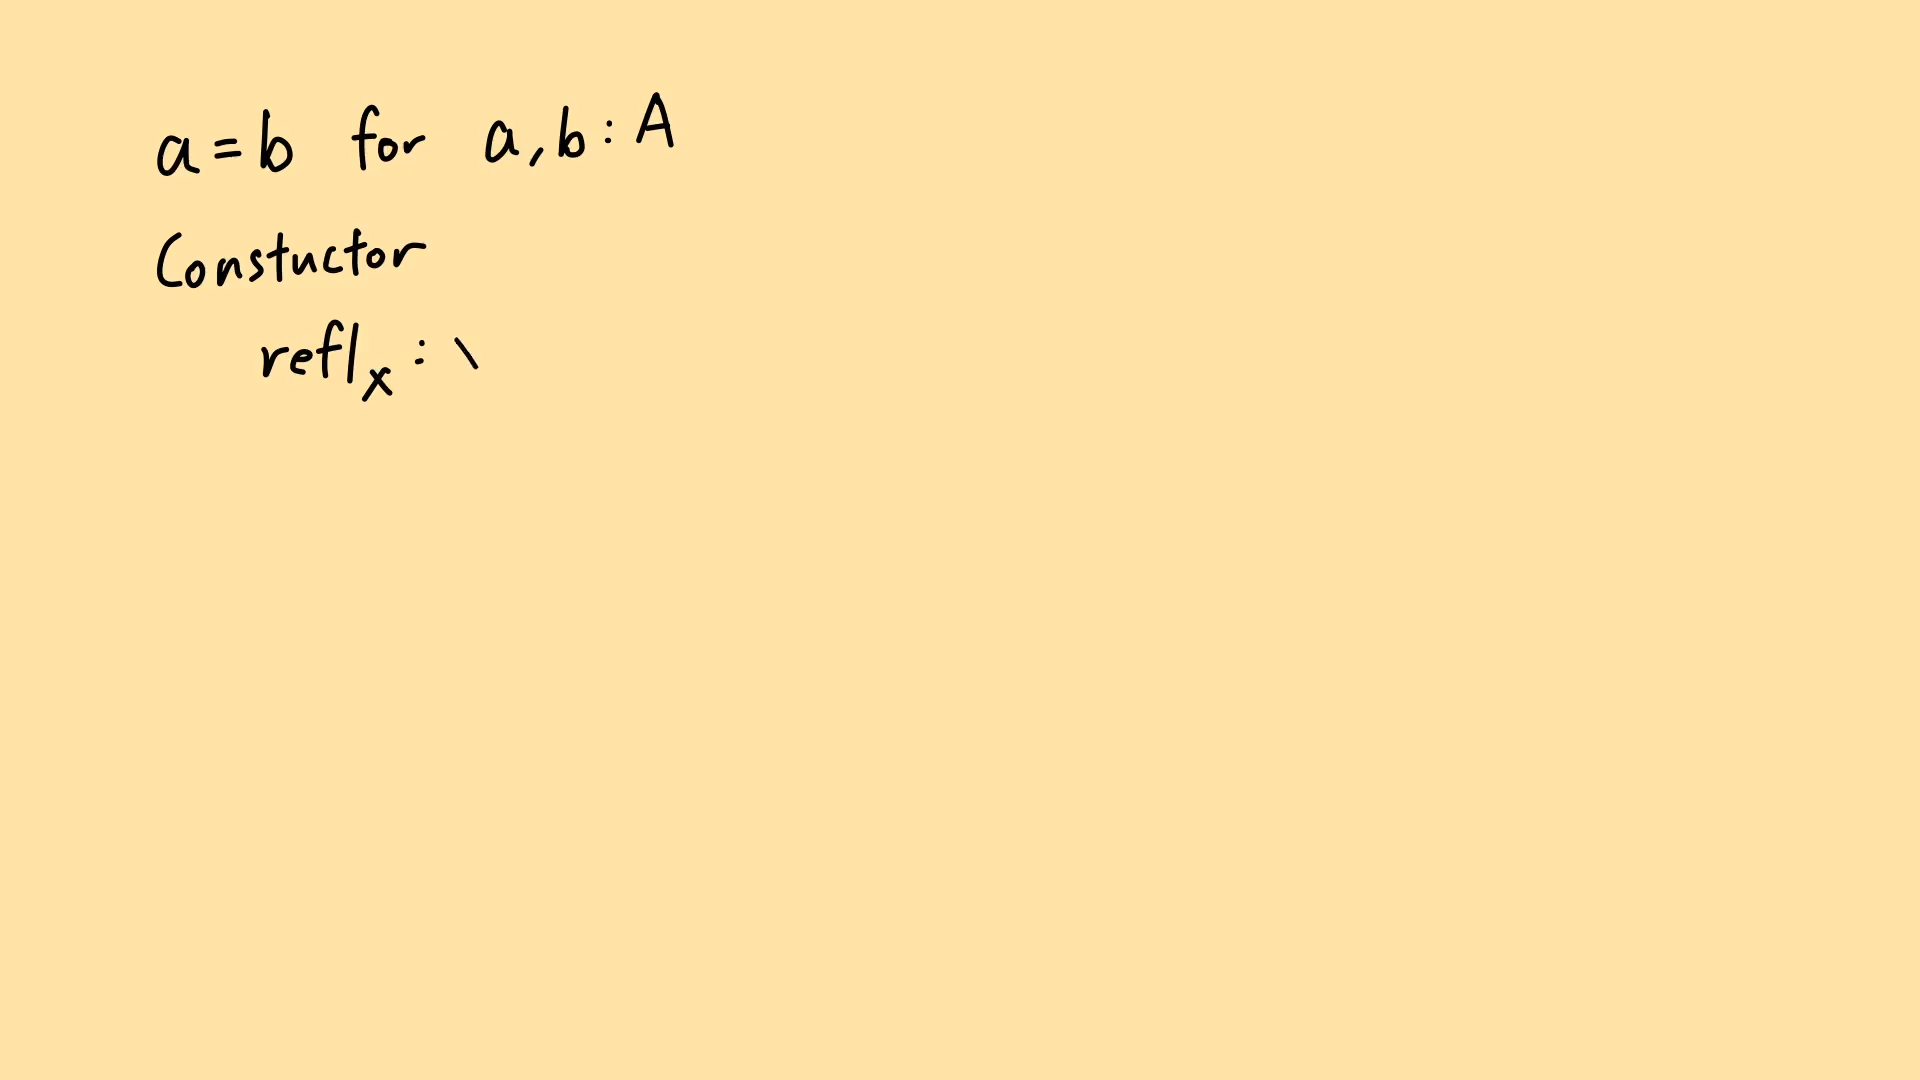 a=b for a,b:A
Constuctor
refl_x : \